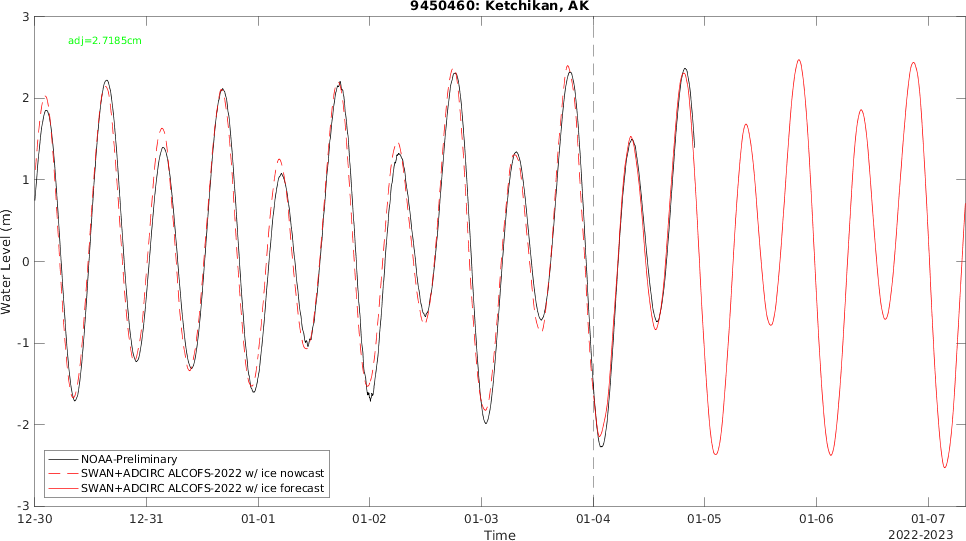 9450460: Ketchikan, AK
adj=2.7185cm
3
2
1
0
-1
-2
-3
Water Level (m)
NOAA-Preliminary
SWAN+ADCIRC ALCOFS-2022 w/ ice nowcast
SWAN+ADCIRC ALCOFS-2022 w/ ice forecast
12-30 12-31 01-01 01-02 01-03 01-04 01-05 01-06 01-07
Time
2022-2023